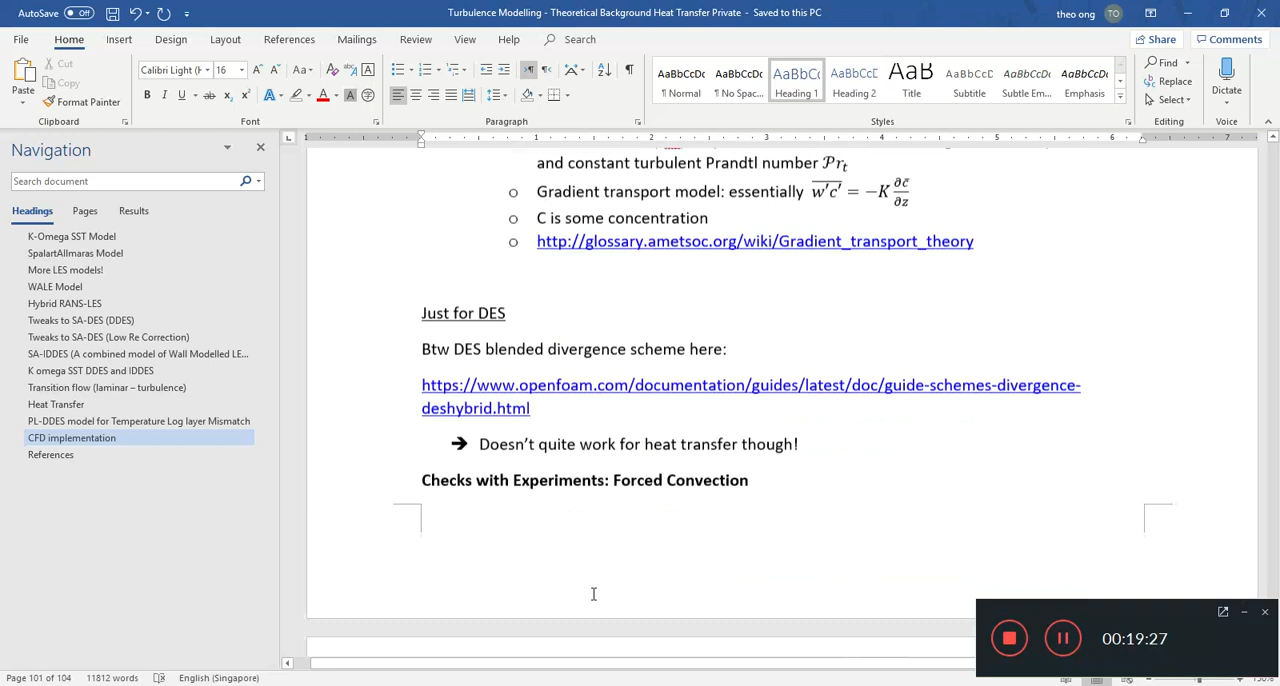 AutoSave Off
Turbulence Modelling - Theoretical Background Heat Transfer Private - Saved to this PC
theo ong TO
File Home Insert Design Layout References Mailings Review View Help Search
Share Comments
Paste Cut Copy Format Painter
Clipboard
Calibri Light (H 16
Font
Paragraph
AaBbCcDc AaBbCcDc AaBbCc AaBbCcD AaB AaBbCcD AaBbCcDc AaBbCcDc
¶ Normal ¶ No Spac... Heading 1 Heading 2 Title Subtitle Subtle Em... Emphasis
Styles
Find Replace Select
Editing
Dictate
Voice
Navigation
Search document
Headings Pages Results
K-Omega SST Model
SpalartAllmaras Model
More LES models!
WALE Model
Hybrid RANS-LES
Tweaks to SA-DES (DDES)
Tweaks to SA-DES (Low Re Correction)
SA-IDDES (A combined model of Wall Modelled LE...
K omega SST DDES and IDDES
Transition flow (laminar – turbulence)
Heat Transfer
PL-DDES model for Temperature Log layer Mismatch
CFD implementation
References
1 1 2 3 4 5 6 7
and constant turbulent Prandtl number 𝒫r_t
o Gradient transport model: essentially \overline{w'c'} = −K ∂c̄/∂z
o C is some concentration
o http://glossary.ametsoc.org/wiki/Gradient_transport_theory
Just for DES
Btw DES blended divergence scheme here:
https://www.openfoam.com/documentation/guides/latest/doc/guide-schemes-divergence-
deshybrid.html
➔ Doesn't quite work for heat transfer though!
Checks with Experiments: Forced Convection
00:19:27
Page 101 of 104 11812 words English (Singapore)